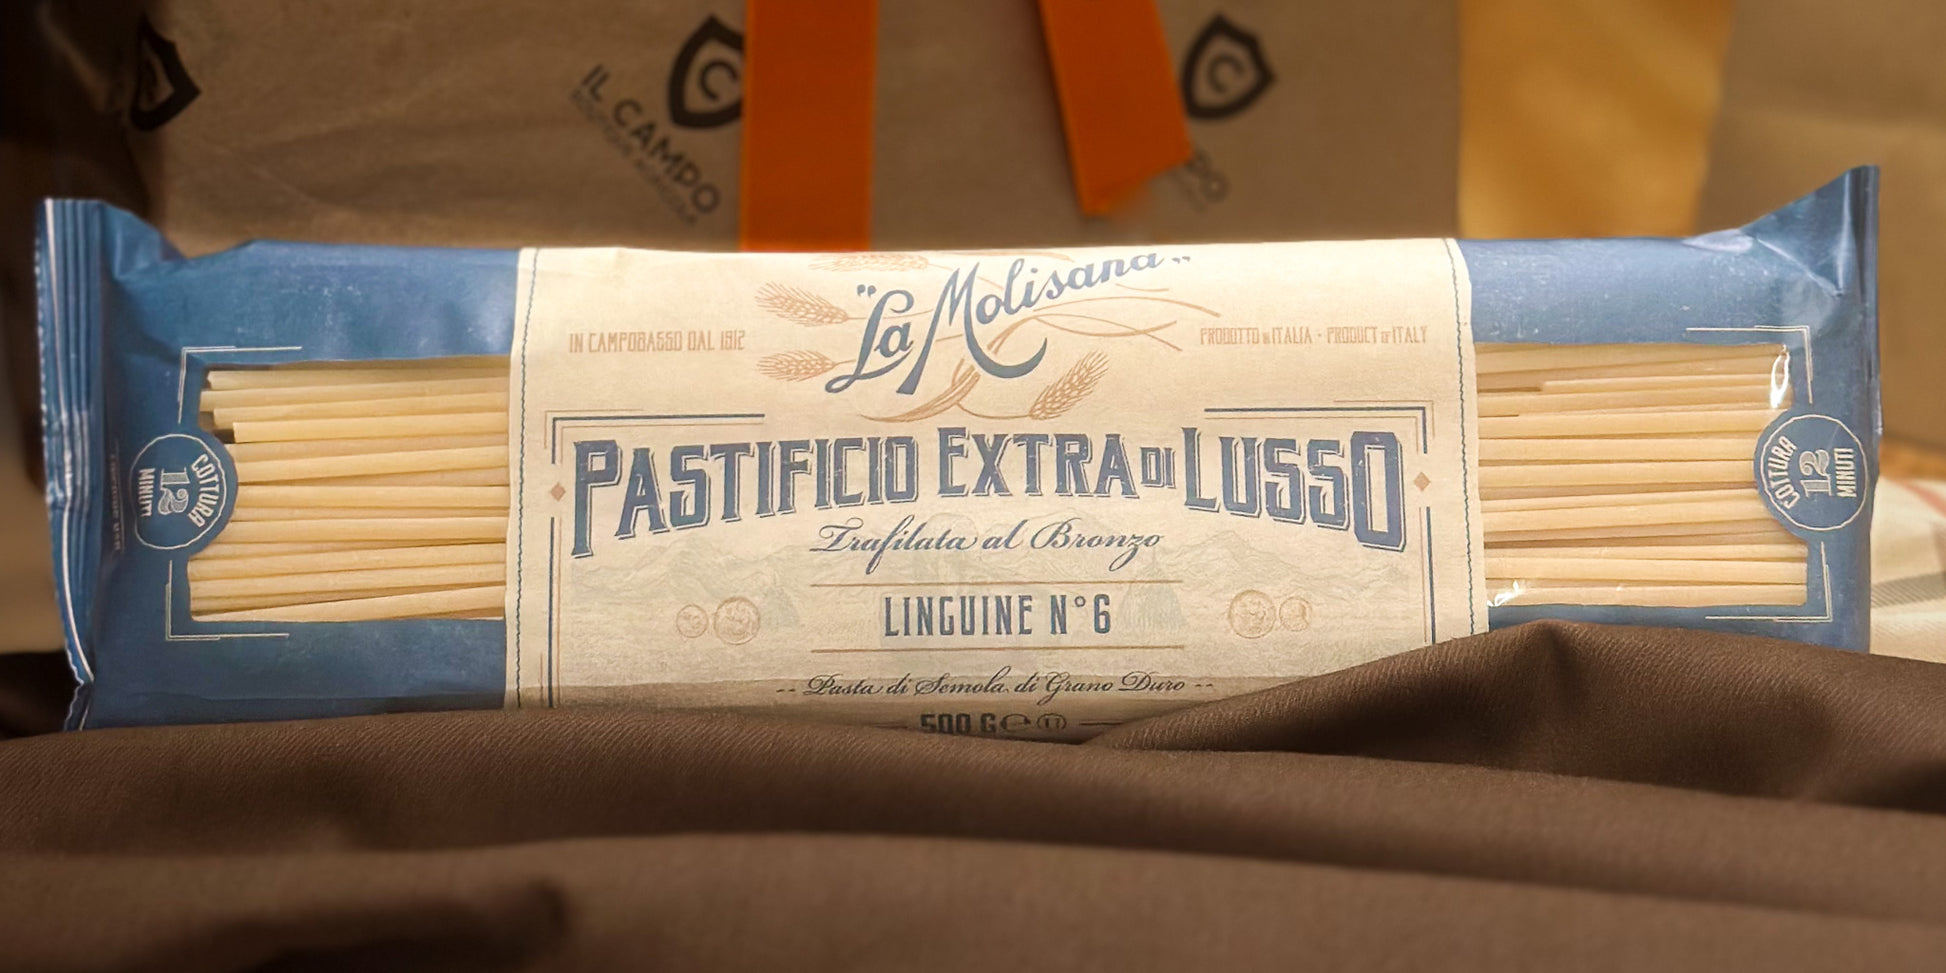 C
C
IL CAMPO
"La Molisana"
IN CAMPOBASSO DAL 1912
PRODOTTO IN ITALIA - PRODUCT OF ITALY
PASTIFICIO EXTRA DI LUSSO
Trafilata al Bronzo
LINGUINE N°6
-- Pasta di Semola di Grano Duro --
500 G e
COTTURA
12
MINUTI
COTTURA
12
MINUTI